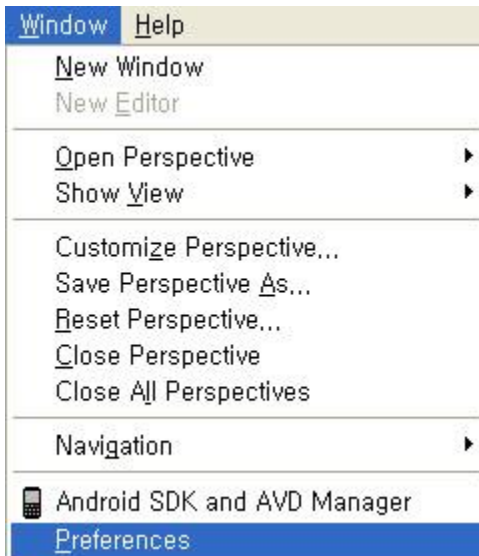 Window Help
New Window
New Editor
Open Perspective
Show View
Customize Perspective...
Save Perspective As...
Reset Perspective...
Close Perspective
Close All Perspectives
Navigation
Android SDK and AVD Manager
Preferences